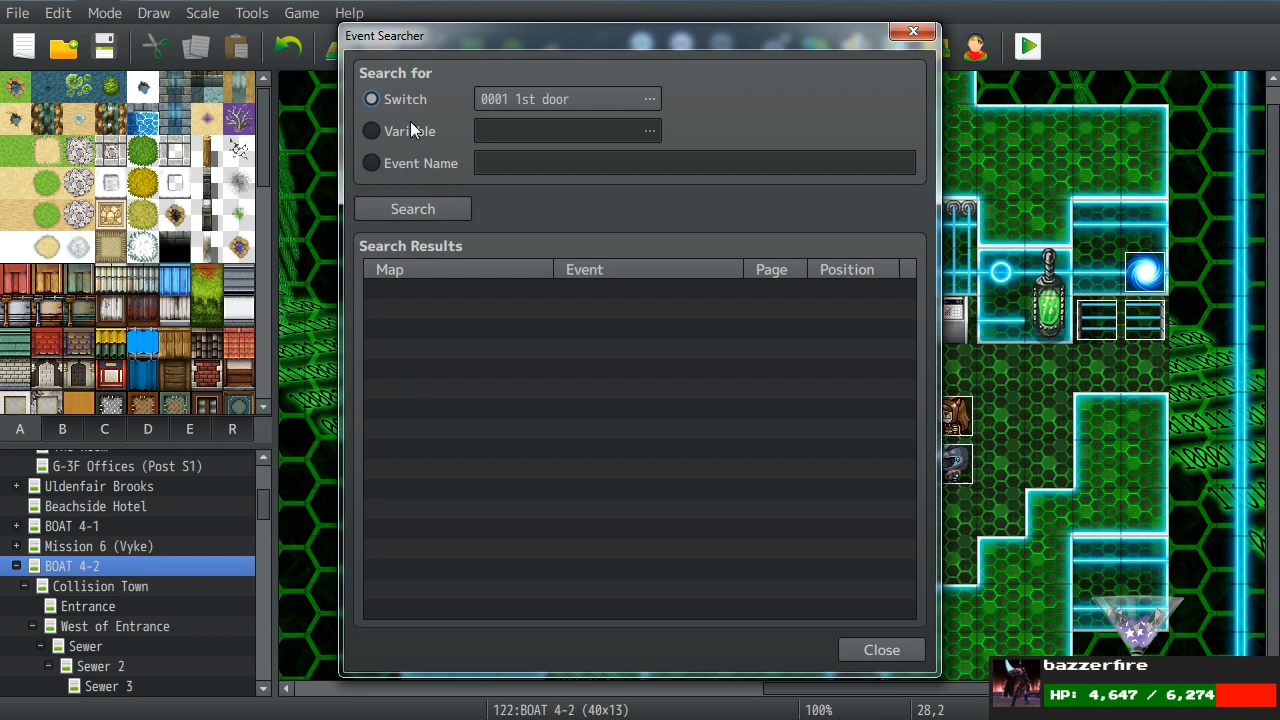 File Edit Mode Draw Scale Tools Game Help
Event Searcher
Search for
Switch 0001 1st door ...
Variable ...
Event Name
Search
Search Results
Map Event Page Position
Close
A B C D E R
G-3F Offices (Post S1)
Uldenfair Brooks
Beachside Hotel
BOAT 4-1
Mission 6 (Vyke)
BOAT 4-2
Collision Town
Entrance
West of Entrance
Sewer
Sewer 2
Sewer 3
bazzerfire
HP: 4,647 / 6,274
122:BOAT 4-2 (40x13) 100% 28,2